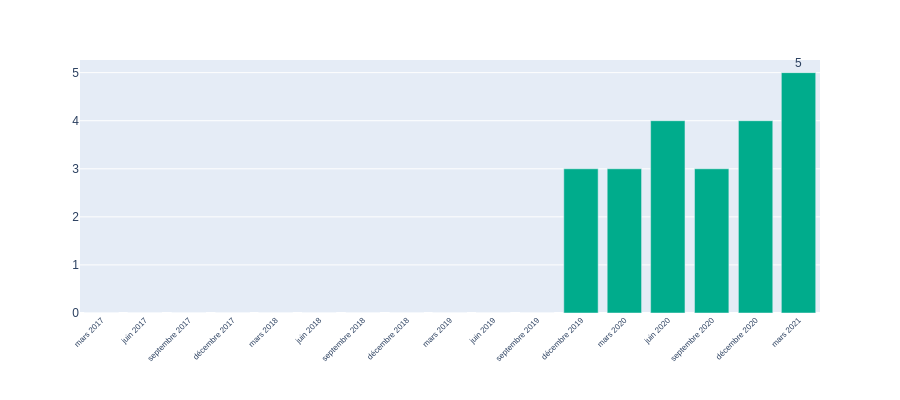 5
5
4
3
2
1
0
mars 2017
juin 2017
septembre 2017
décembre 2017
mars 2018
juin 2018
septembre 2018
décembre 2018
mars 2019
juin 2019
septembre 2019
décembre 2019
mars 2020
juin 2020
septembre 2020
décembre 2020
mars 2021